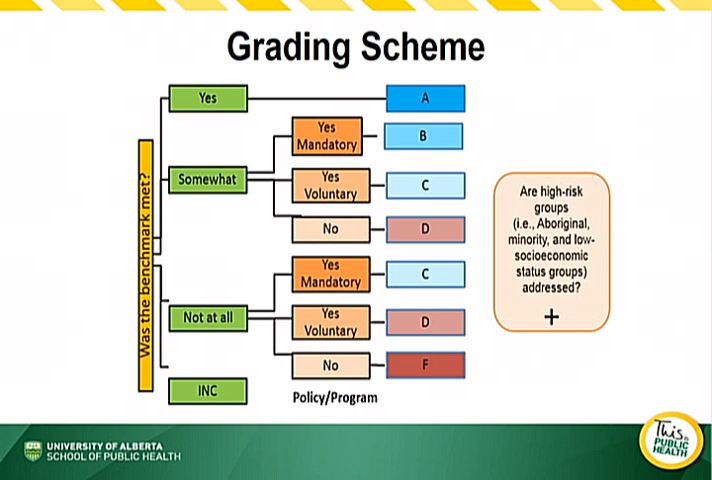 Grading Scheme
Was the benchmark met?
Yes
A
Somewhat
Yes
Mandatory
B
Yes
Voluntary
C
No
D
Not at all
Yes
Mandatory
C
Yes
Voluntary
D
No
F
INC
Policy/Program
Are high-risk
groups
(i.e., Aboriginal,
minority, and low-
socioeconomic
status groups)
addressed?
+
UNIVERSITY OF ALBERTA
SCHOOL OF PUBLIC HEALTH
This is
PUBLIC
HEALTH